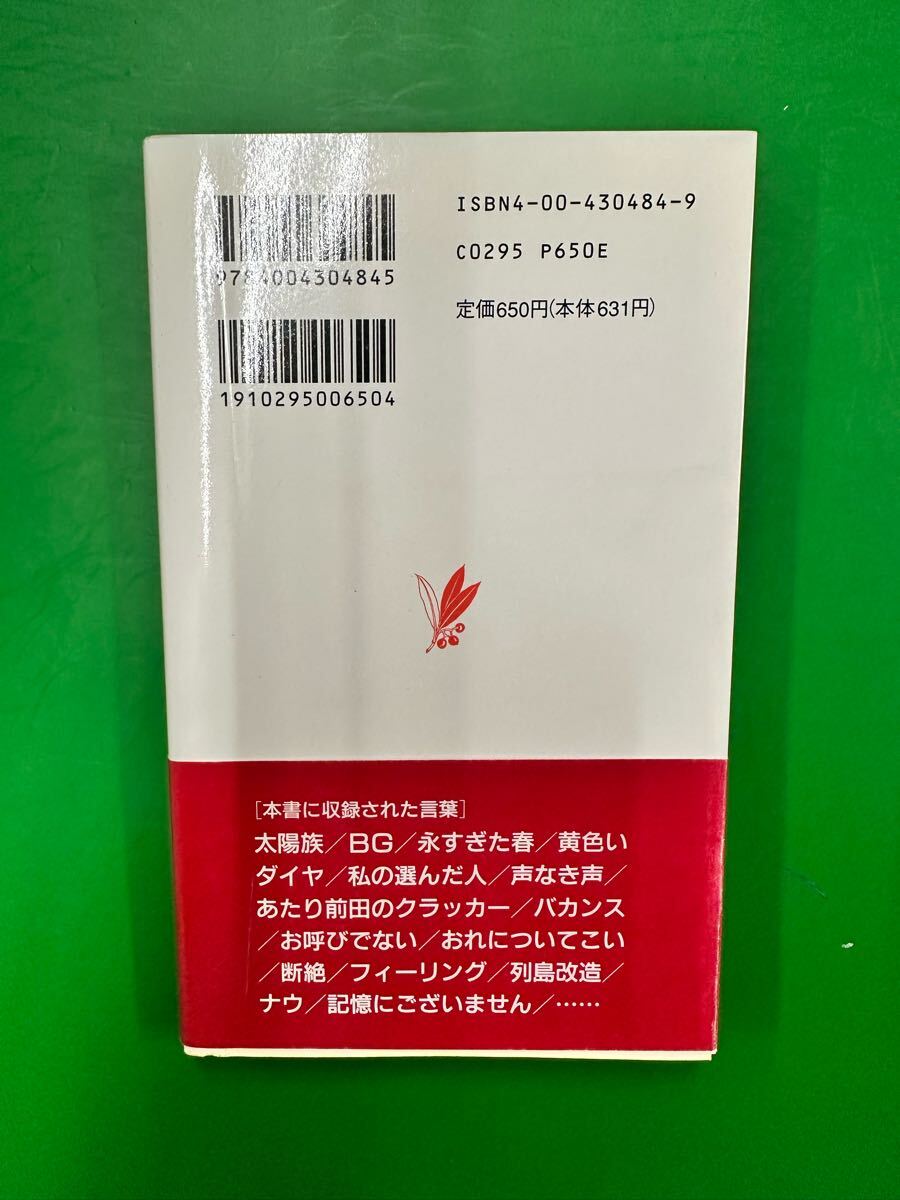 ISBN4-00-430484-9
C0295 P650E
定価650円(本体631円)
9784004304845
1910295006504
[本書に収録された言葉]
太陽族/BG/永すぎた春/黄色い
ダイヤ/私の選んだ人/声なき声/
あたり前田のクラッカー/バカンス
/お呼びでない/おれについてこい
/断絶/フィーリング/列島改造/
ナウ/記憶にございません/……